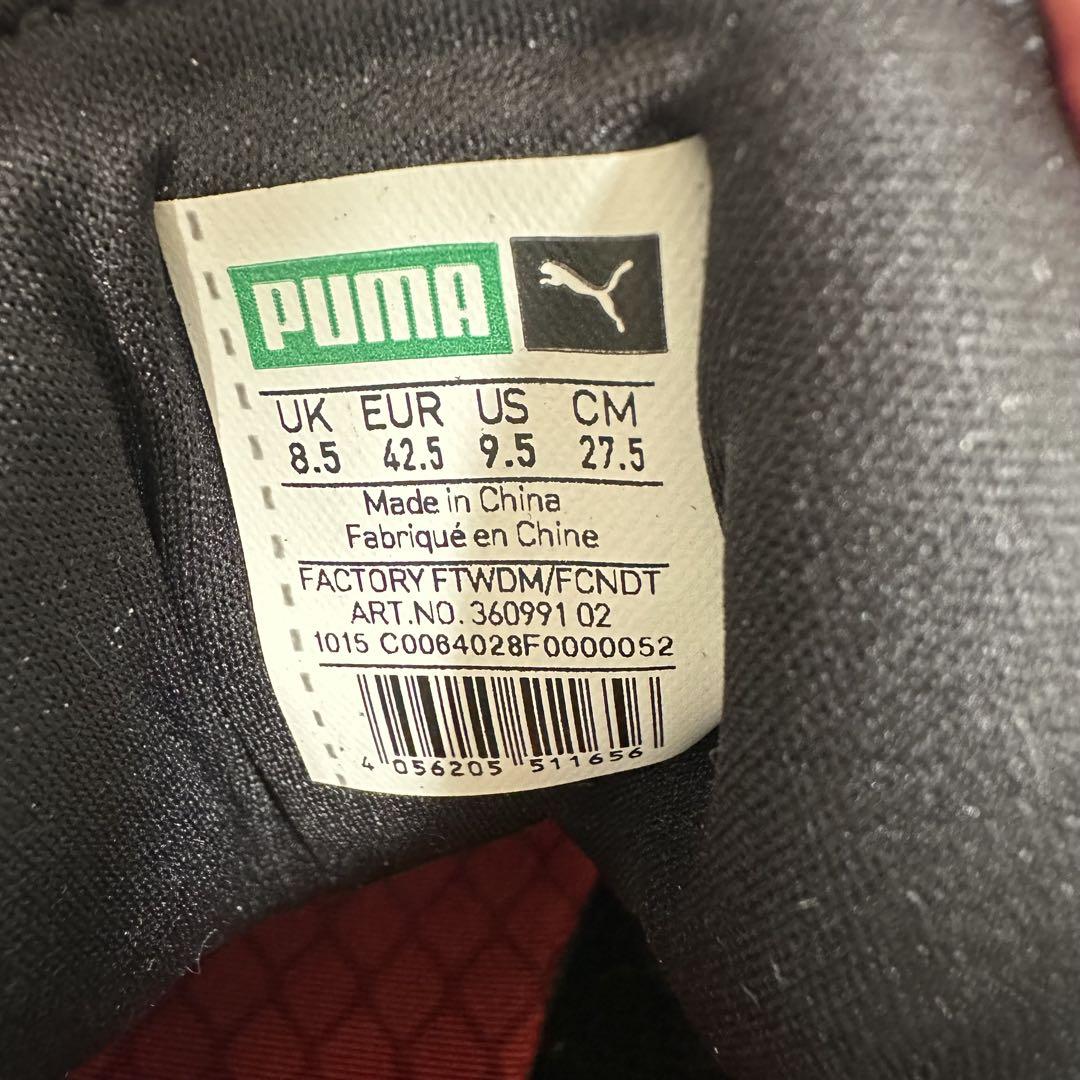 PUMA
UK EUR US CM
8.5 42.5 9.5 27.5
Made in China
Fabriqué en Chine
FACTORY FTWDM/FCNDT
ART.NO. 360991 02
1015 C0064028F0000052
4 056205 511656